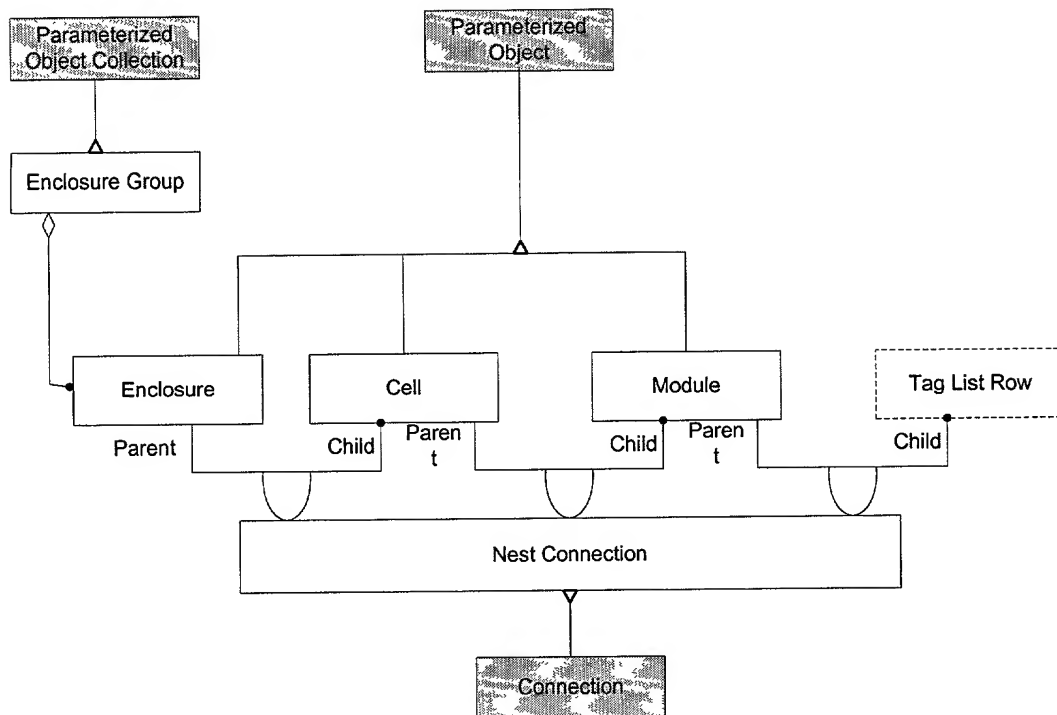 Parameterized
Object Collection
Parameterized
Object
Enclosure Group
Enclosure
Cell
Module
Tag List Row
Parent
Child
Paren
t
Child
Paren
t
Child
Nest Connection
Connection